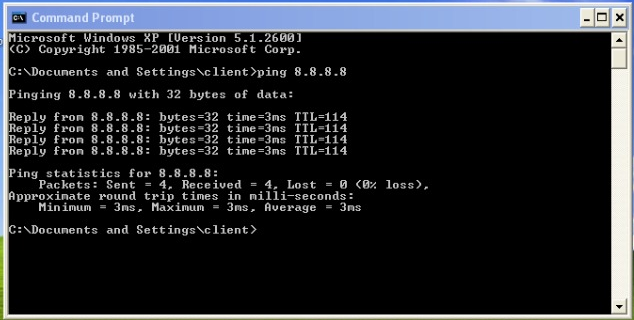 Command Prompt
Microsoft Windows XP [Version 5.1.2600]
(C) Copyright 1985-2001 Microsoft Corp.
C:\Documents and Settings\client>ping 8.8.8.8
Pinging 8.8.8.8 with 32 bytes of data:
Reply from 8.8.8.8: bytes=32 time=3ms TTL=114
Reply from 8.8.8.8: bytes=32 time=3ms TTL=114
Reply from 8.8.8.8: bytes=32 time=3ms TTL=114
Reply from 8.8.8.8: bytes=32 time=3ms TTL=114
Ping statistics for 8.8.8.8:
Packets: Sent = 4, Received = 4, Lost = 0 (0% loss),
Approximate round trip times in milli-seconds:
Minimum = 3ms, Maximum = 3ms, Average = 3ms
C:\Documents and Settings\client>